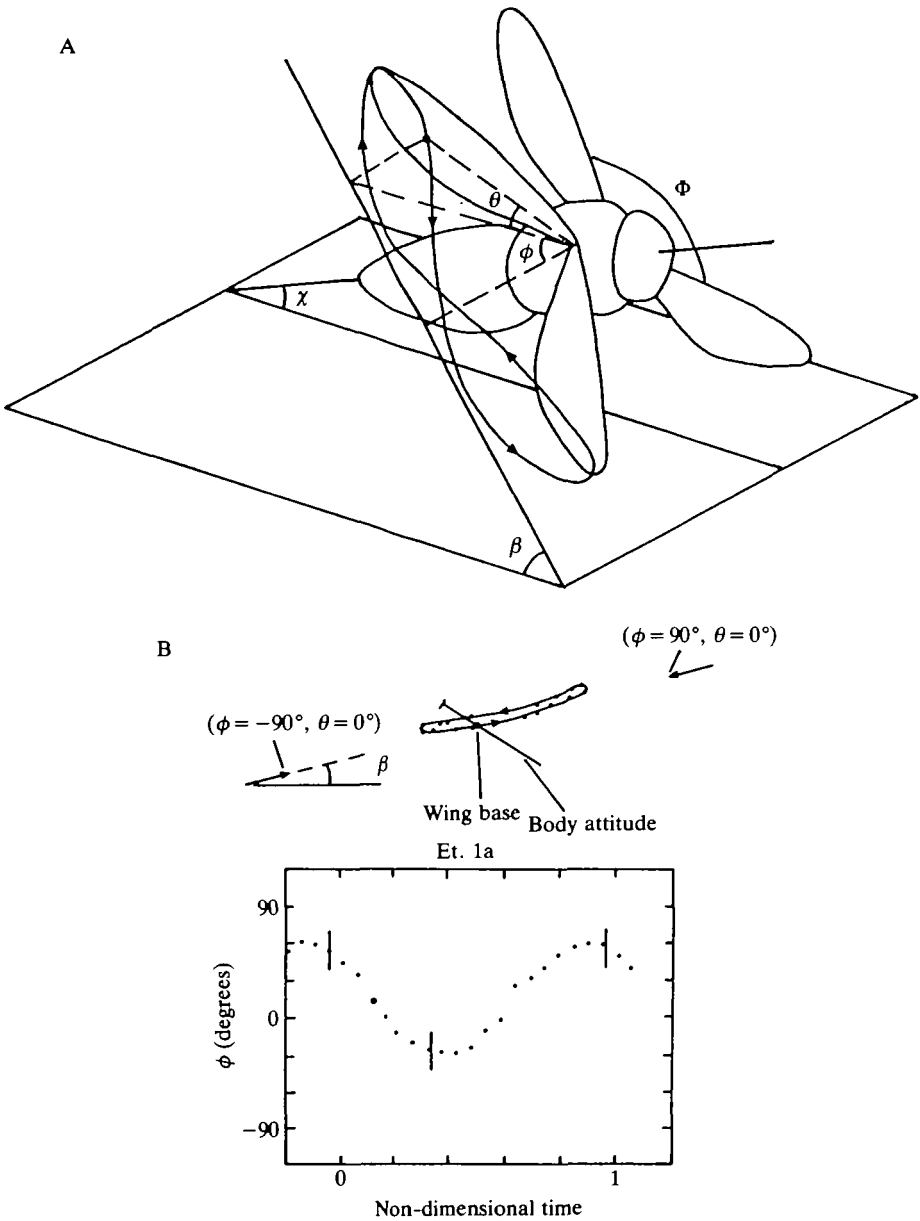 A
Φ
θ
ϕ
χ
β
B
(ϕ = 90°, θ = 0°)
(ϕ = −90°, θ = 0°)
β
Wing base
Body attitude
Et. 1a
90
0
−90
ϕ (degrees)
0 1
Non-dimensional time